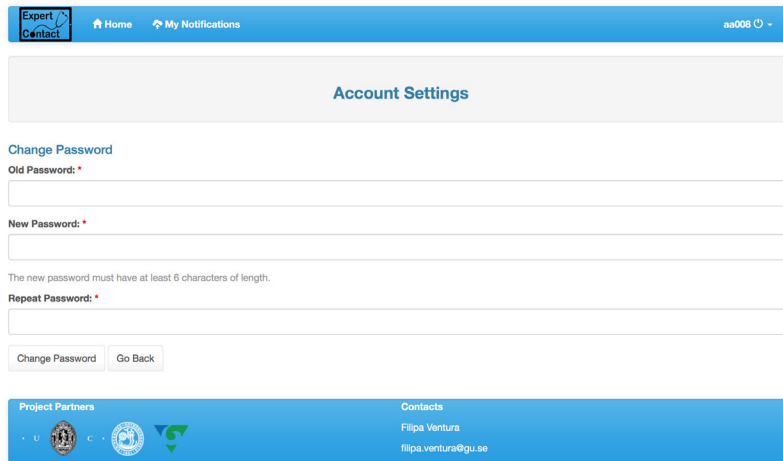 Expert
Contact
Home
My Notifications
aa008
Account Settings
Change Password
Old Password: *
New Password: *
The new password must have at least 6 characters of length.
Repeat Password: *
Change Password
Go Back
Project Partners
Contacts
Filipa Ventura
· U C ·
filipa.ventura@gu.se